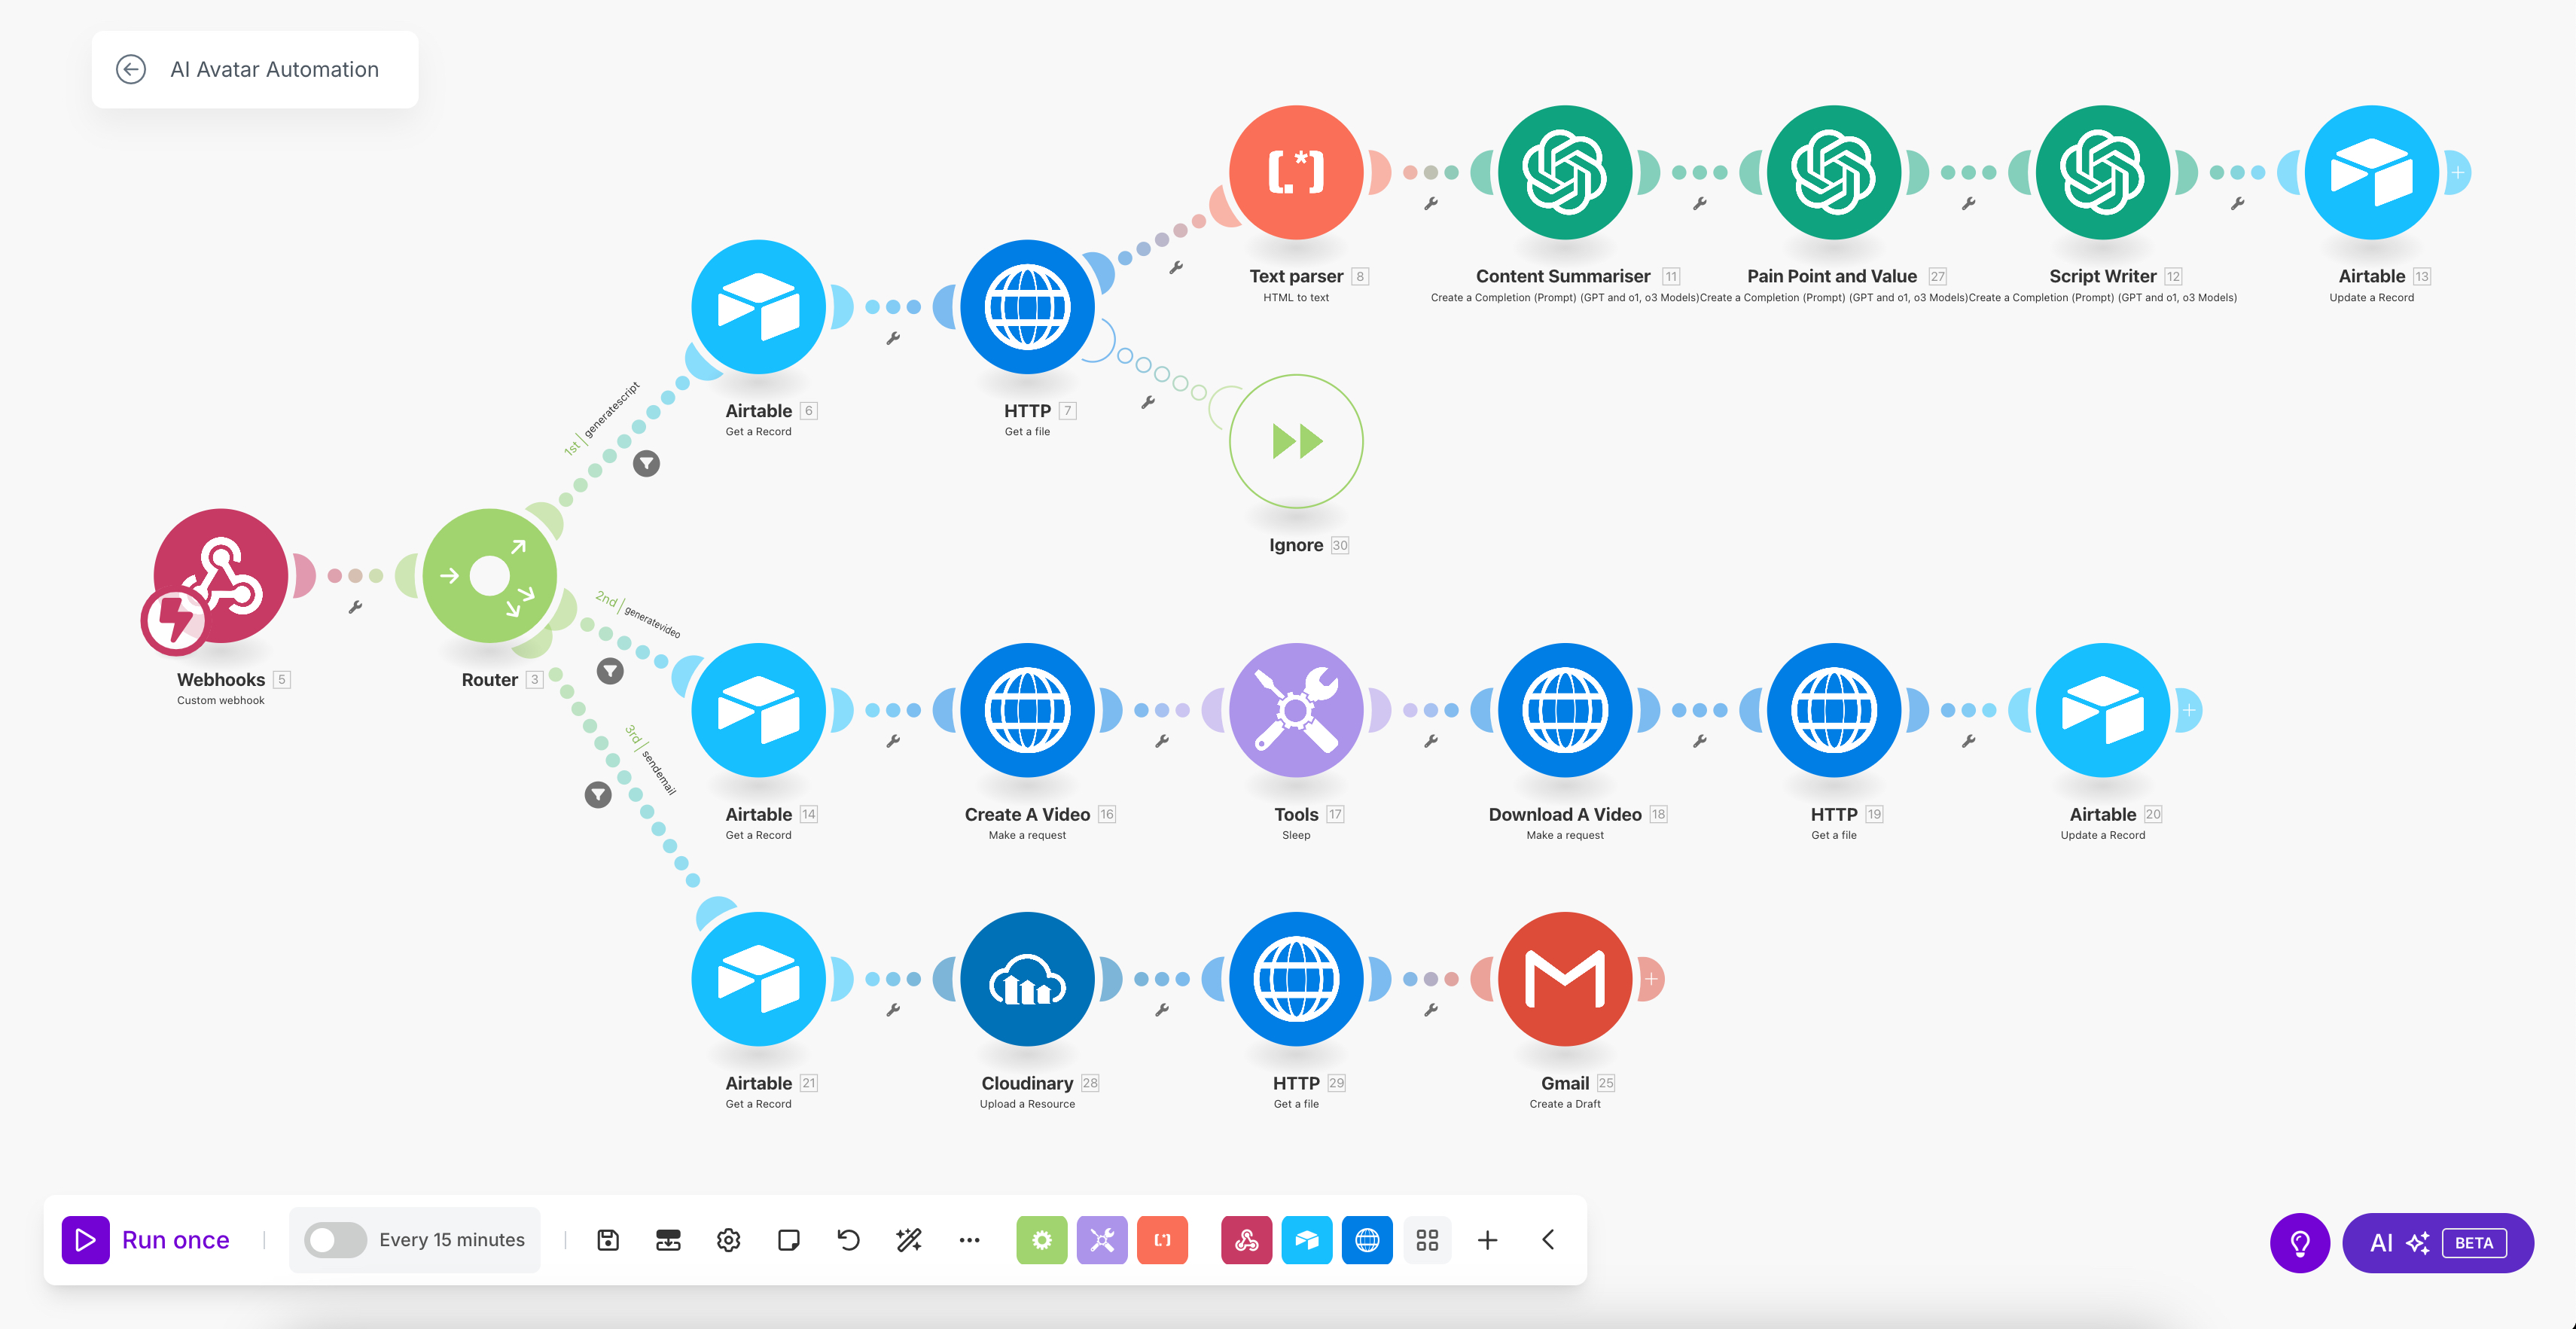 AI Avatar Automation
Text parser 8
HTML to text
Content Summariser 11
Create a Completion (Prompt) (GPT and o1, o3 Models)
Pain Point and Value 27
Create a Completion (Prompt) (GPT and o1, o3 Models)
Script Writer 12
Create a Completion (Prompt) (GPT and o1, o3 Models)
Airtable 13
Update a Record
1st | generatescript
Airtable 6
Get a Record
HTTP 7
Get a file
Ignore 30
Webhooks 5
Custom webhook
Router 3
2nd | generatevideo
3rd | sendemail
Airtable 14
Get a Record
Create A Video 16
Make a request
Tools 17
Sleep
Download A Video 18
Make a request
HTTP 19
Get a file
Airtable 20
Update a Record
Airtable 21
Get a Record
Cloudinary 28
Upload a Resource
HTTP 29
Get a file
Gmail 25
Create a Draft
Run once
Every 15 minutes
AI BETA